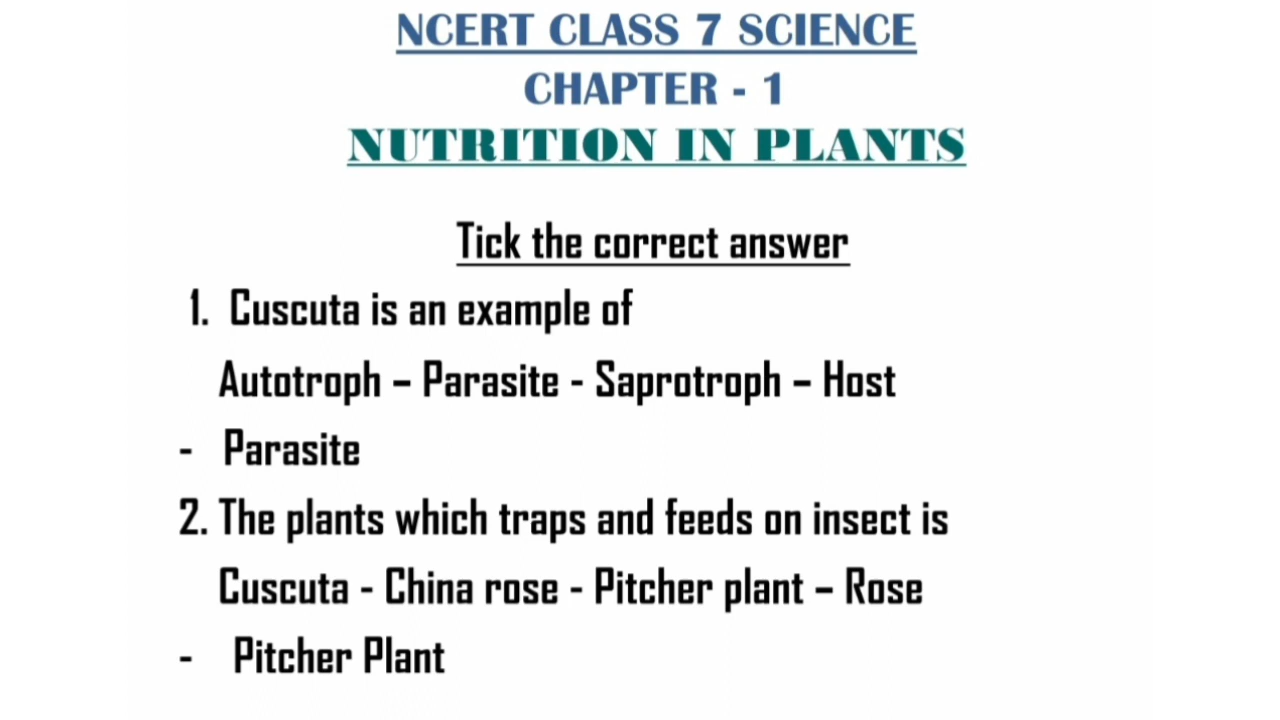 NCERT CLASS 7 SCIENCE
CHAPTER - 1
NUTRITION IN PLANTS
Tick the correct answer
1. Cuscuta is an example of
Autotroph – Parasite - Saprotroph – Host
- Parasite
2. The plants which traps and feeds on insect is
Cuscuta - China rose - Pitcher plant – Rose
- Pitcher Plant